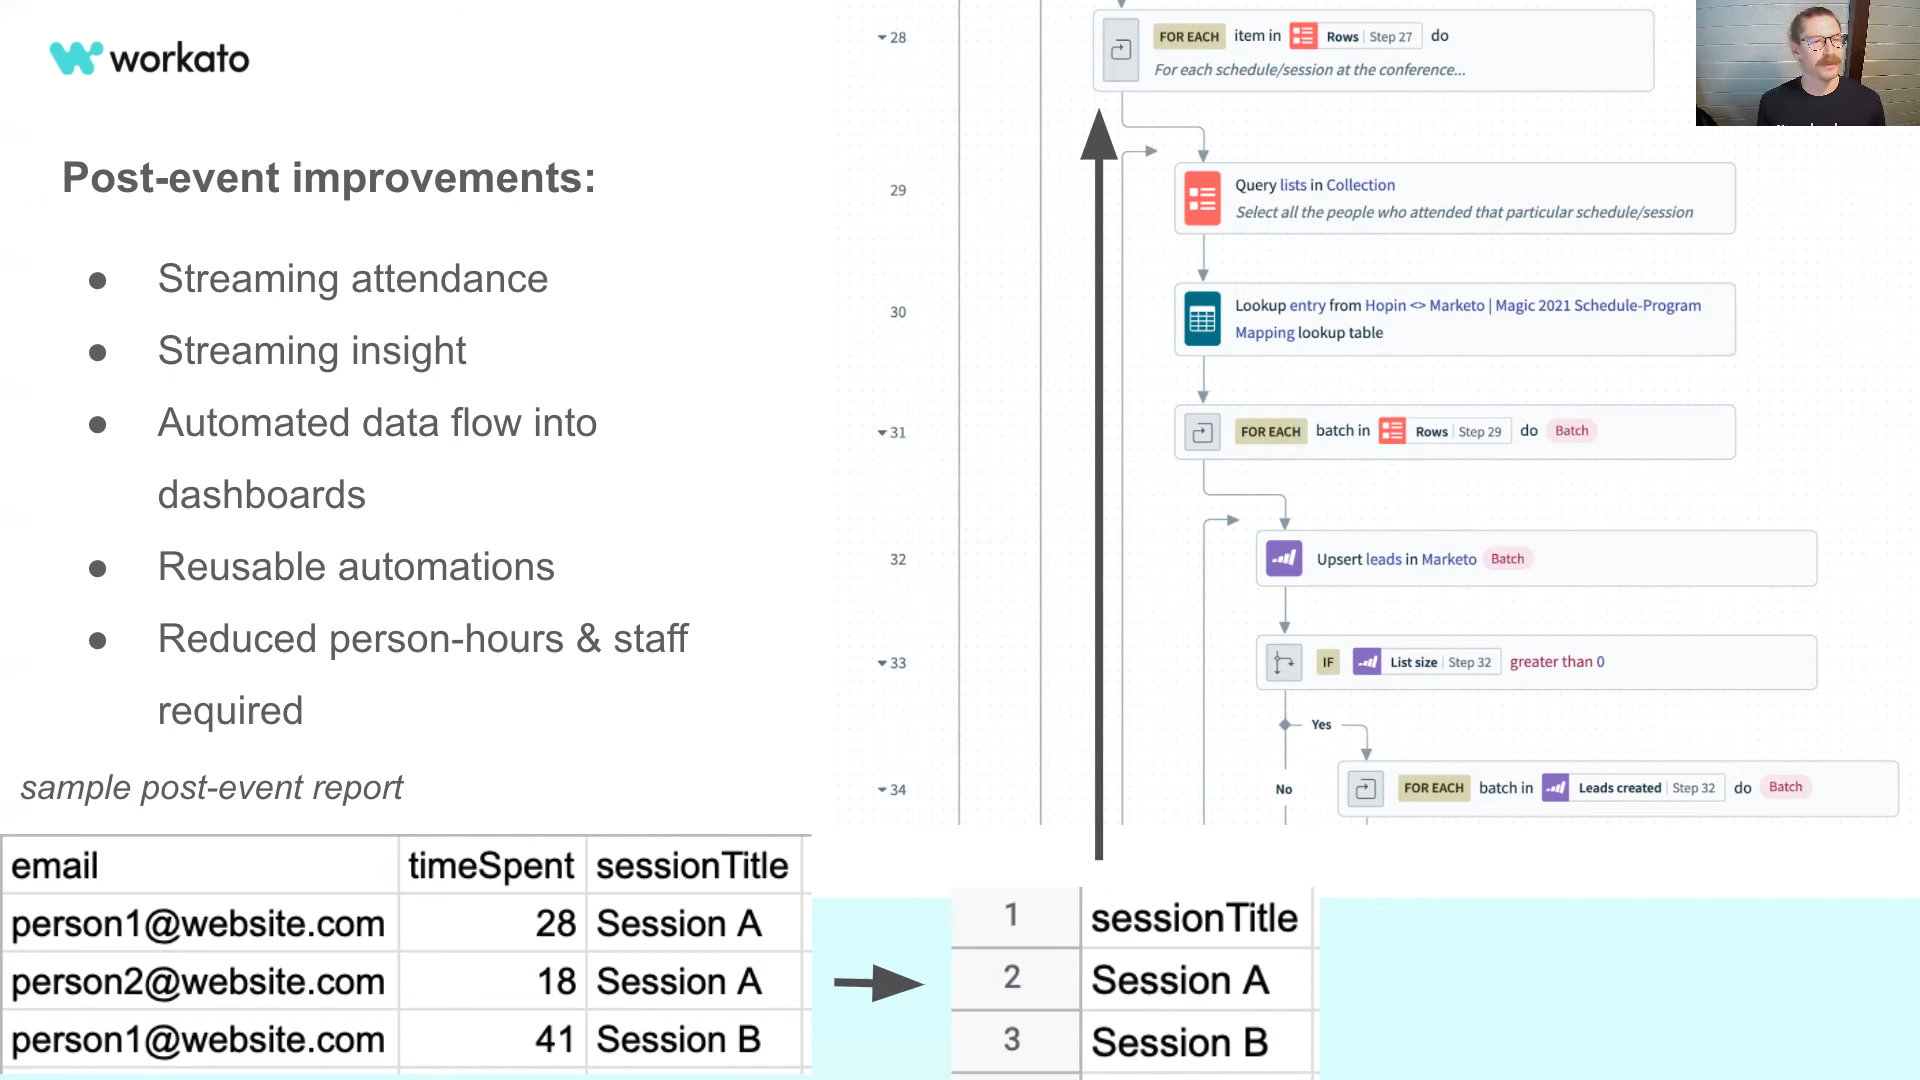 workato
Post-event improvements:
● Streaming attendance
● Streaming insight
● Automated data flow into
dashboards
● Reusable automations
● Reduced person-hours & staff
required
sample post-event report
email timeSpent sessionTitle
person1@website.com 28 Session A
person2@website.com 18 Session A
person1@website.com 41 Session B
1 sessionTitle
2 Session A
3 Session B
28 FOR EACH item in Rows | Step 27 do
For each schedule/session at the conference...
29 Query lists in Collection
Select all the people who attended that particular schedule/session
30 Lookup entry from Hopin <> Marketo | Magic 2021 Schedule-Program
Mapping lookup table
31 FOR EACH batch in Rows | Step 29 do Batch
32 Upsert leads in Marketo Batch
33 IF List size | Step 32 greater than 0
Yes
No
34 FOR EACH batch in Leads created | Step 32 do Batch